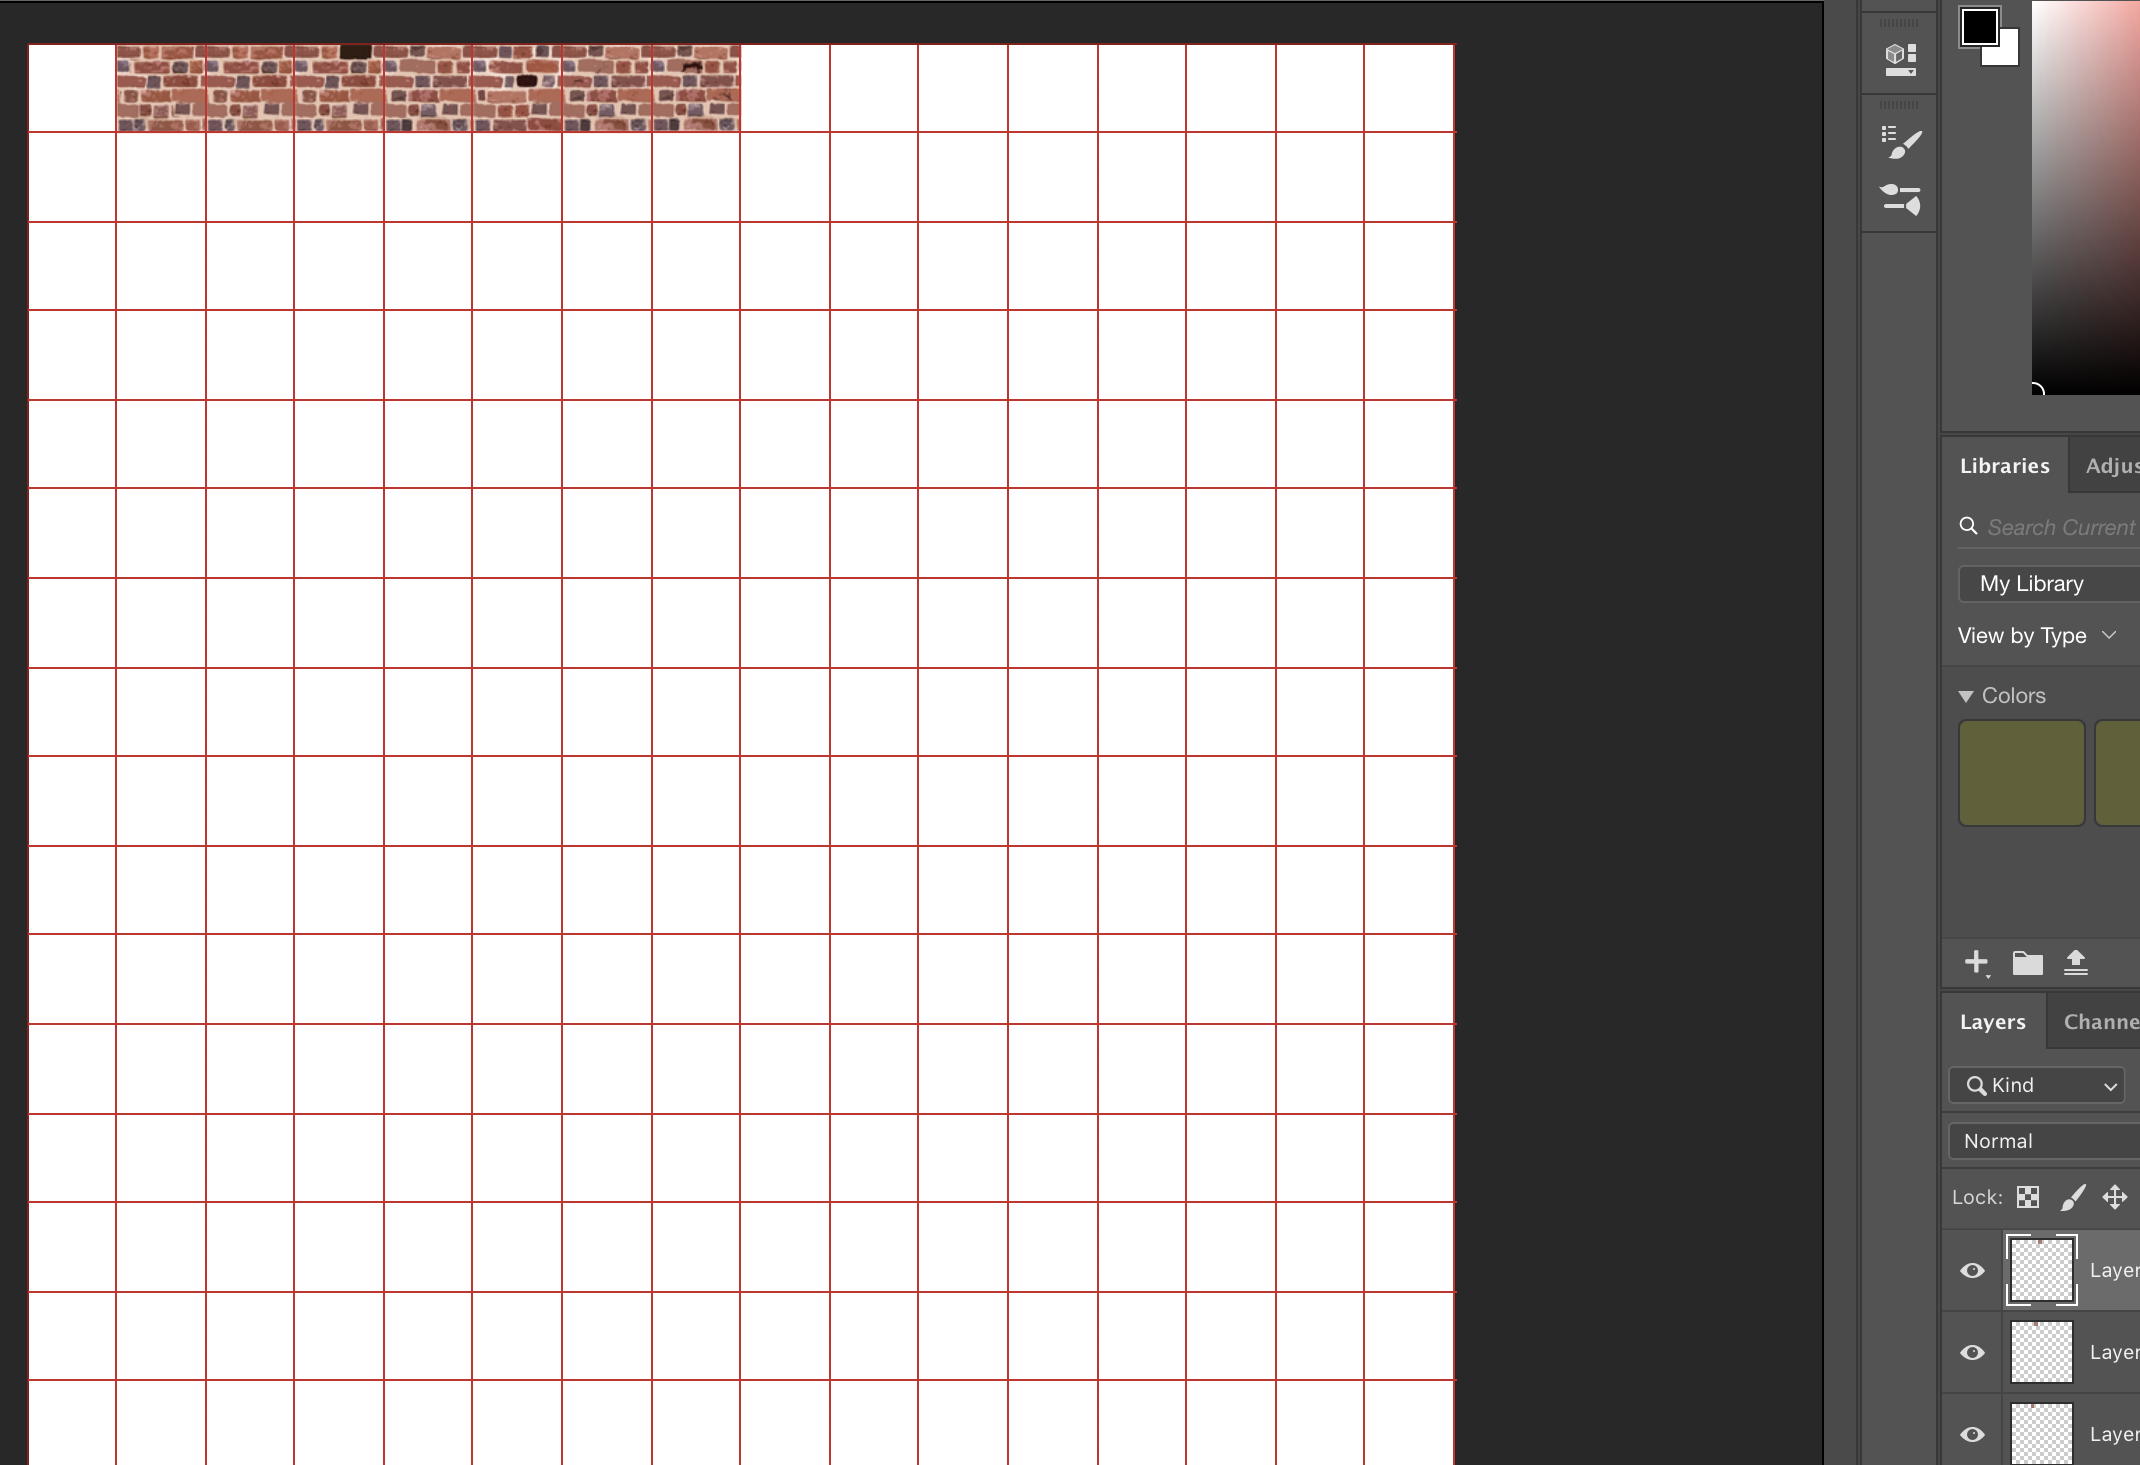 Libraries
Adjus
Search Current
My Library
View by Type
Colors
Layers
Channe
Kind
Normal
Lock:
Layer
Layer
Layer